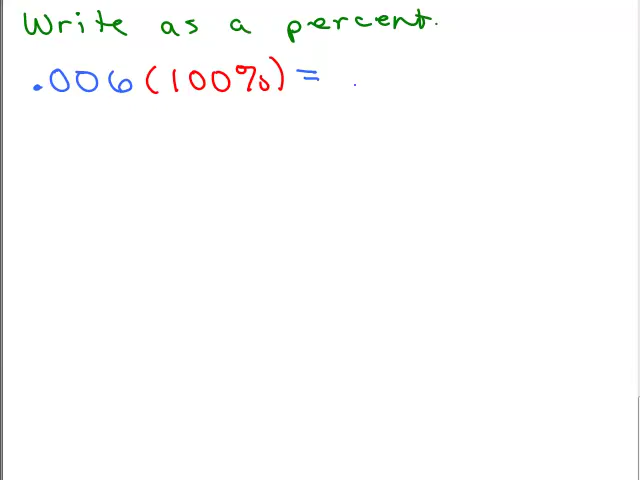 Write as a percent.
.006 (100%) =